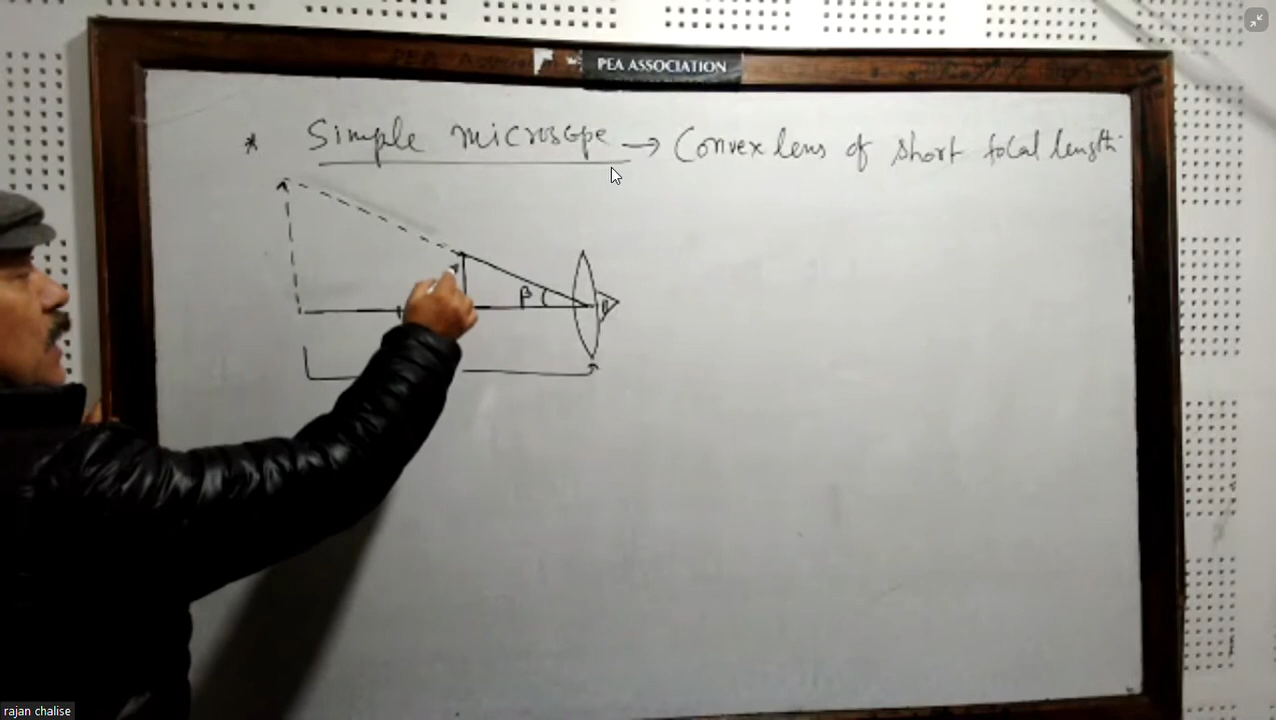 PEA ASSOCIATION
* Simple microscope → Convex lens of short focal length.
β
rajan chalise